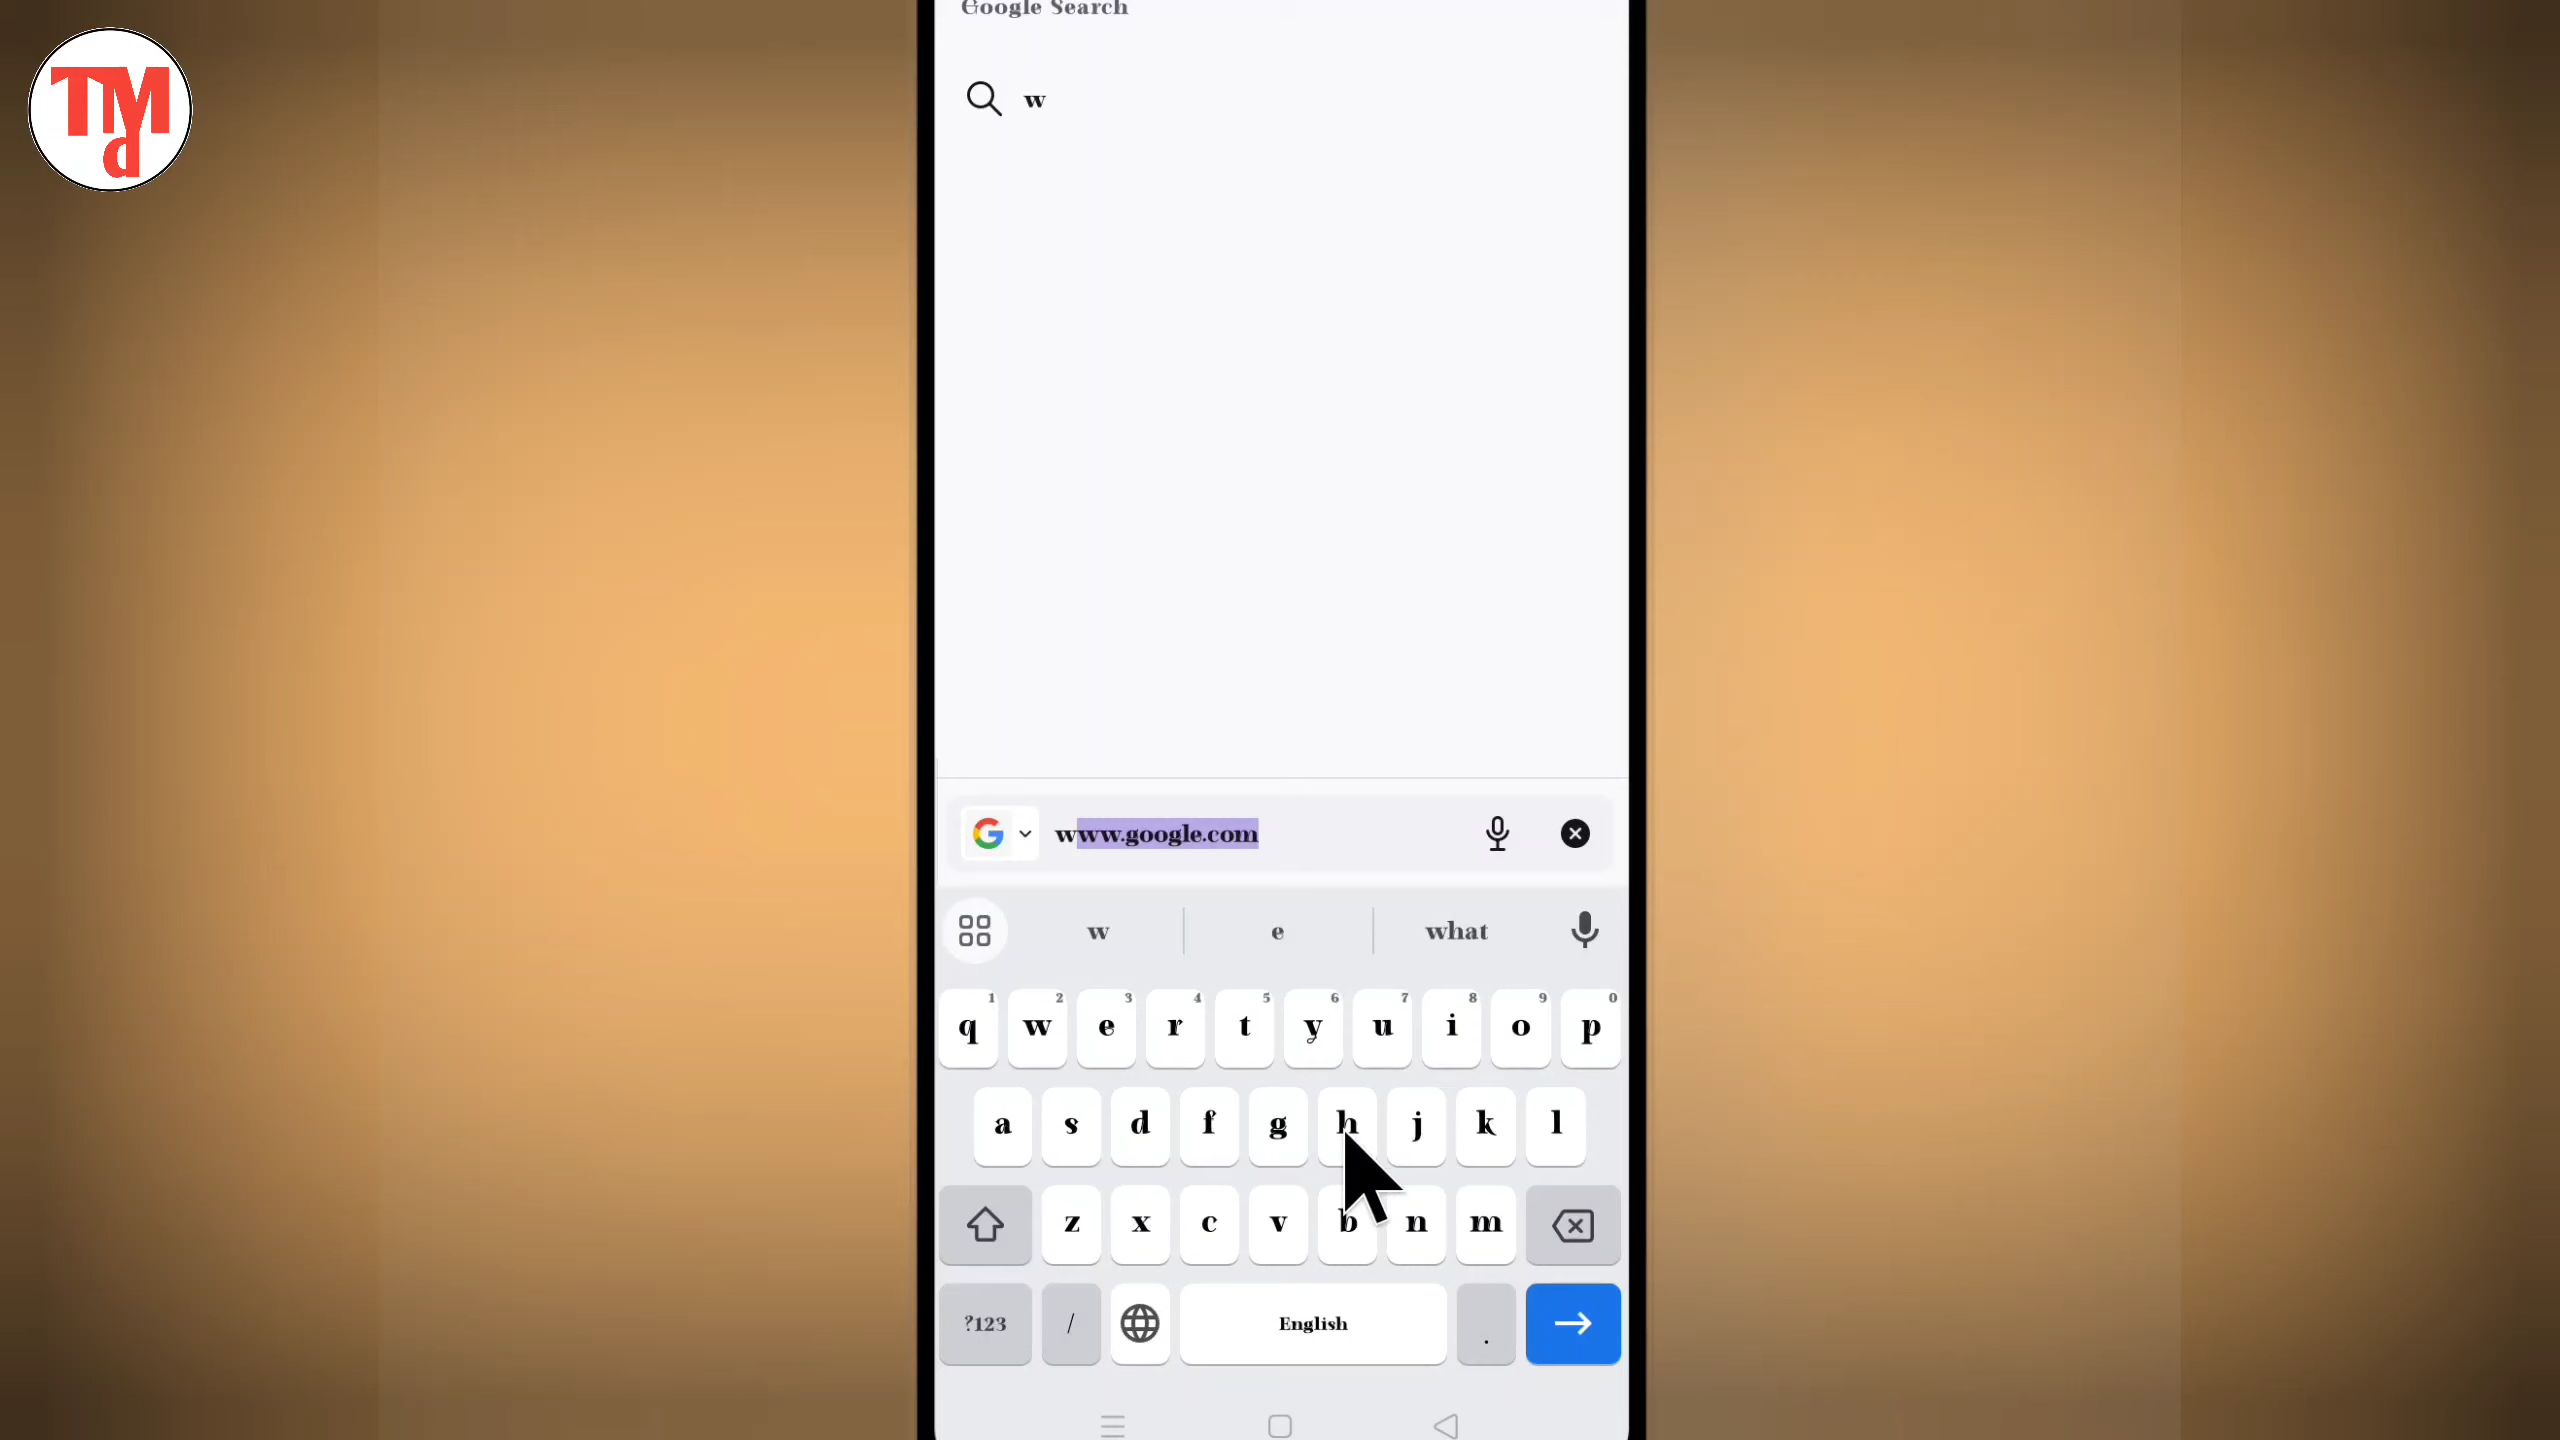 TMd
Google Search
w
www.google.com
w e what
1 2 3 4 5 6 7 8 9 0
q w e r t y u i o p
a s d f g h j k l
z x c v b n m
?123 / English .